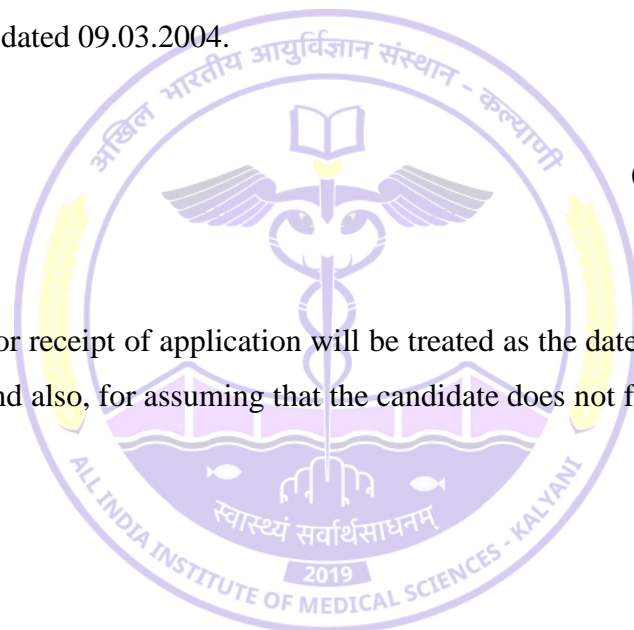 dated 09.03.2004.
अखिल भारतीय आयुर्विज्ञान संस्थान - कल्याणी
or receipt of application will be treated as the date
nd also, for assuming that the candidate does not f
स्वास्थ्यं सर्वार्थसाधनम्
2019
ALL INDIA INSTITUTE OF MEDICAL SCIENCES - KALYANI